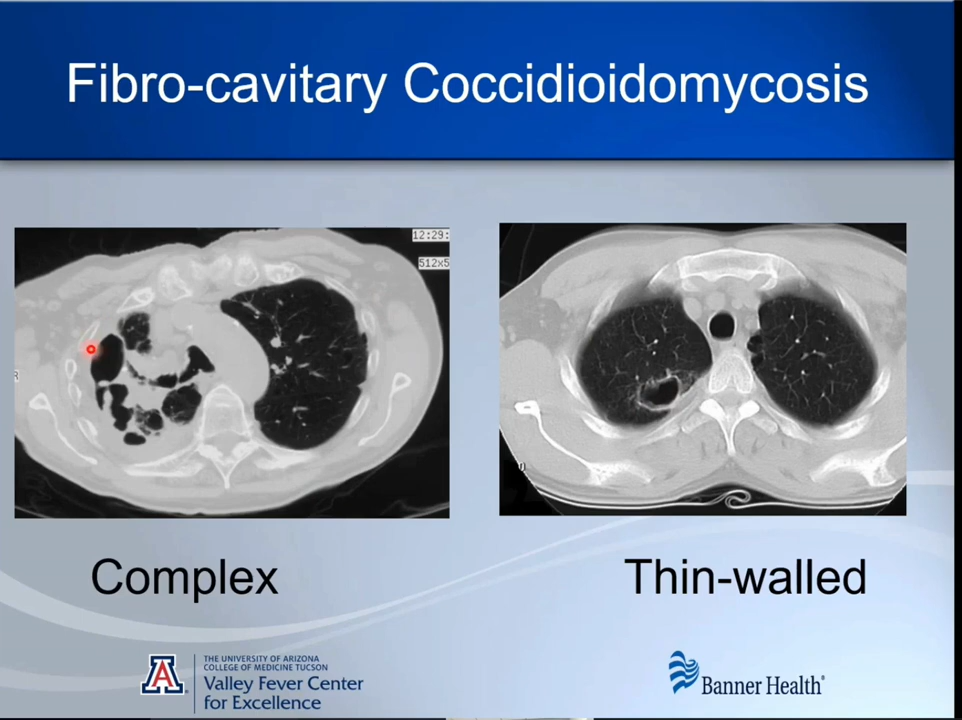 Fibro-cavitary Coccidioidomycosis
12:29:
512x5
R
Complex
Thin-walled
A
THE UNIVERSITY OF ARIZONA
COLLEGE OF MEDICINE TUCSON
Valley Fever Center
for Excellence
Banner Health®